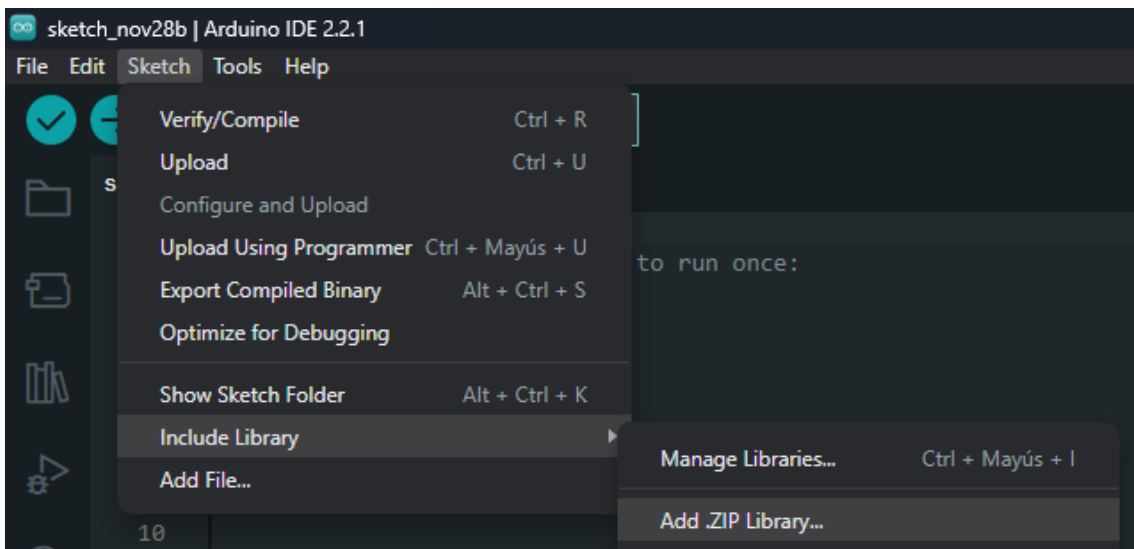 sketch_nov28b | Arduino IDE 2.2.1
File Edit Sketch Tools Help
Verify/Compile Ctrl + R
Upload Ctrl + U
Configure and Upload
Upload Using Programmer Ctrl + Mayús + U
to run once:
Export Compiled Binary Alt + Ctrl + S
Optimize for Debugging
Show Sketch Folder Alt + Ctrl + K
Include Library
Manage Libraries... Ctrl + Mayús + I
Add File...
Add .ZIP Library...
10